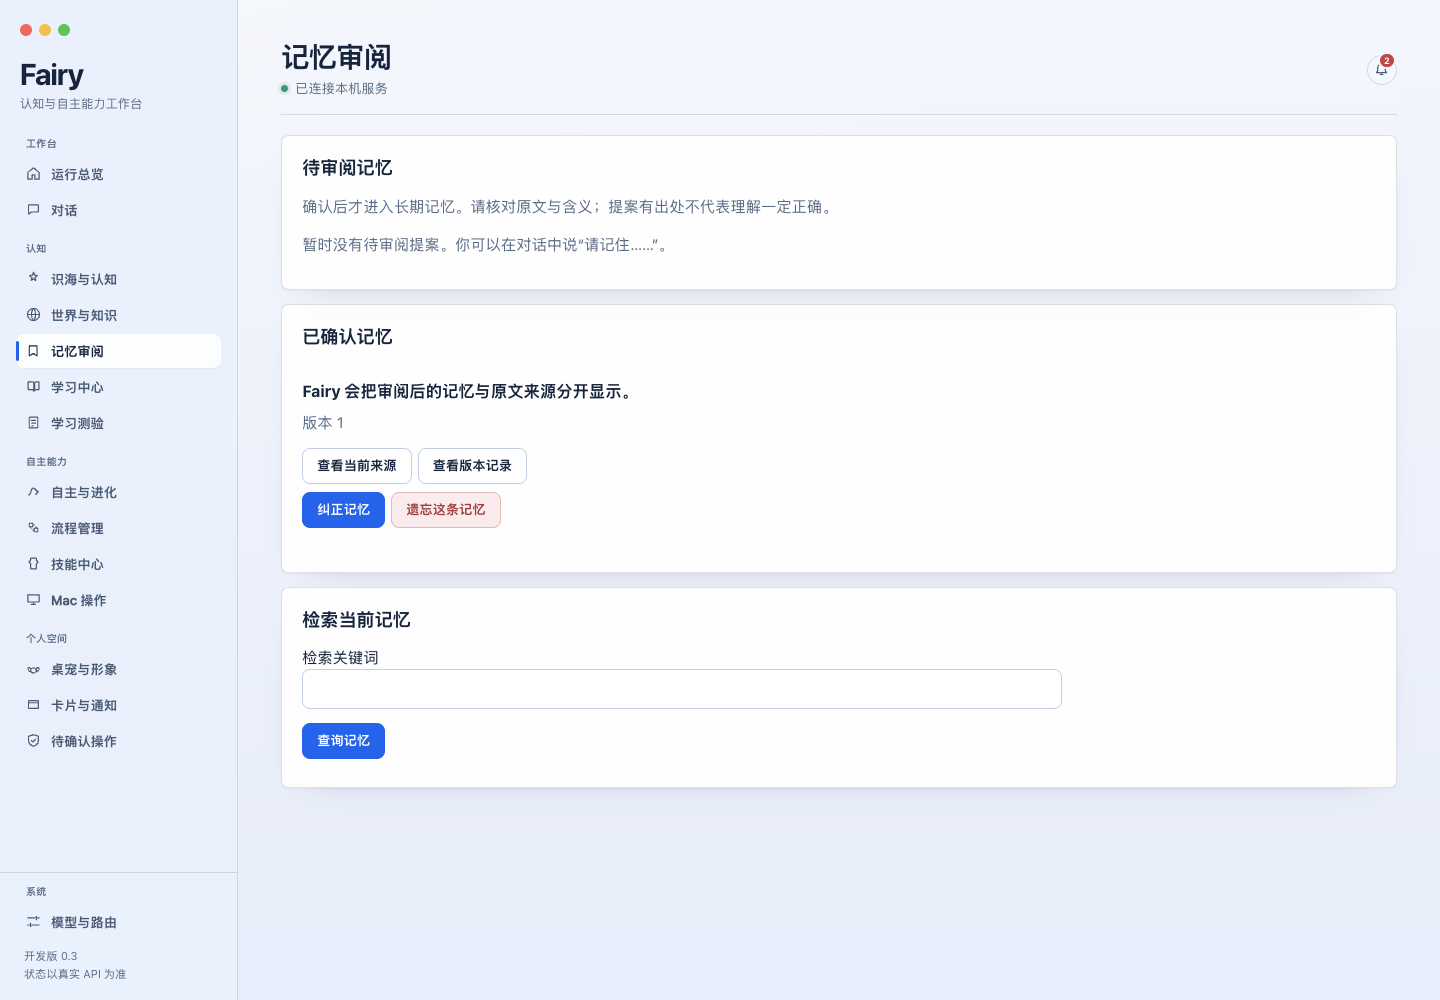 Fairy
认知与自主能力工作台
工作台
运行总览
对话
认知
识海与认知
世界与知识
记忆审阅
学习中心
学习测验
自主能力
自主与进化
流程管理
技能中心
Mac 操作
个人空间
桌宠与形象
卡片与通知
待确认操作
系统
模型与路由
开发版 0.3
状态以真实 API 为准
记忆审阅
已连接本机服务
2
待审阅记忆
确认后才进入长期记忆。请核对原文与含义；提案有出处不代表理解一定正确。
暂时没有待审阅提案。你可以在对话中说“请记住……”。
已确认记忆
Fairy 会把审阅后的记忆与原文来源分开显示。
版本 1
查看当前来源
查看版本记录
纠正记忆
遗忘这条记忆
检索当前记忆
检索关键词
查询记忆